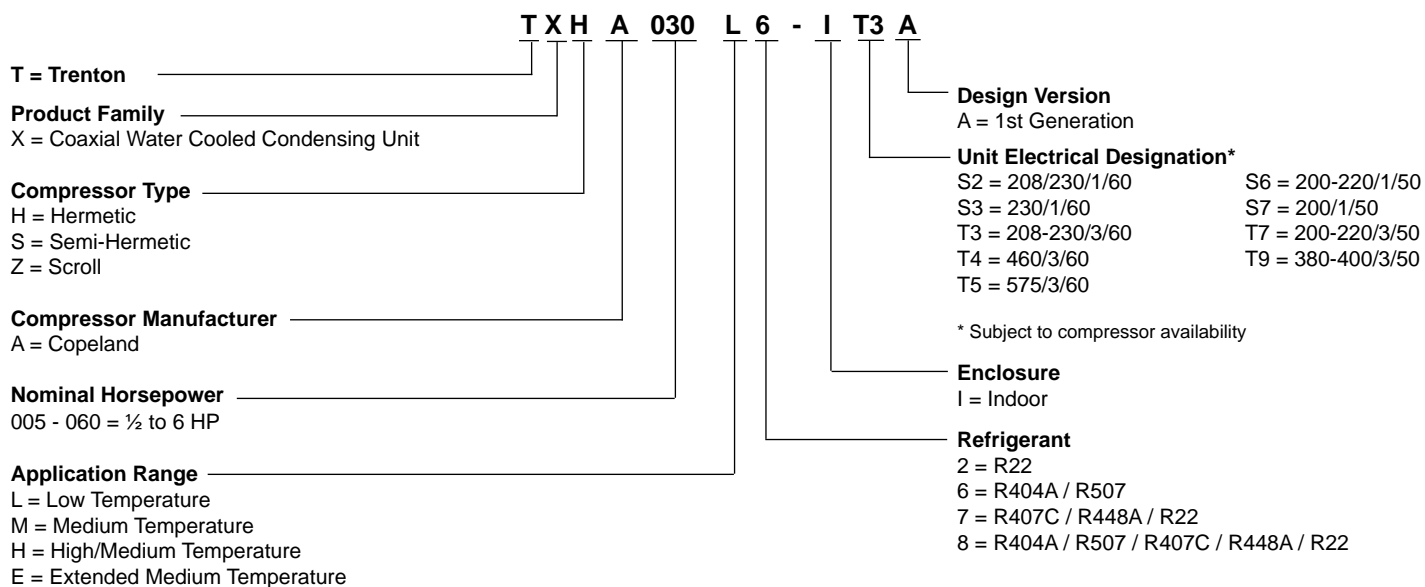 T X H A 030 L 6 - I T3 A
T = Trenton
Product Family
X = Coaxial Water Cooled Condensing Unit
Compressor Type
H = Hermetic
S = Semi-Hermetic
Z = Scroll
Compressor Manufacturer
A = Copeland
Nominal Horsepower
005 - 060 = ½ to 6 HP
Application Range
L = Low Temperature
M = Medium Temperature
H = High/Medium Temperature
E = Extended Medium Temperature
Design Version
A = 1st Generation
Unit Electrical Designation*
S2 = 208/230/1/60 S6 = 200-220/1/50
S3 = 230/1/60 S7 = 200/1/50
T3 = 208-230/3/60 T7 = 200-220/3/50
T4 = 460/3/60 T9 = 380-400/3/50
T5 = 575/3/60
* Subject to compressor availability
Enclosure
I = Indoor
Refrigerant
2 = R22
6 = R404A / R507
7 = R407C / R448A / R22
8 = R404A / R507 / R407C / R448A / R22